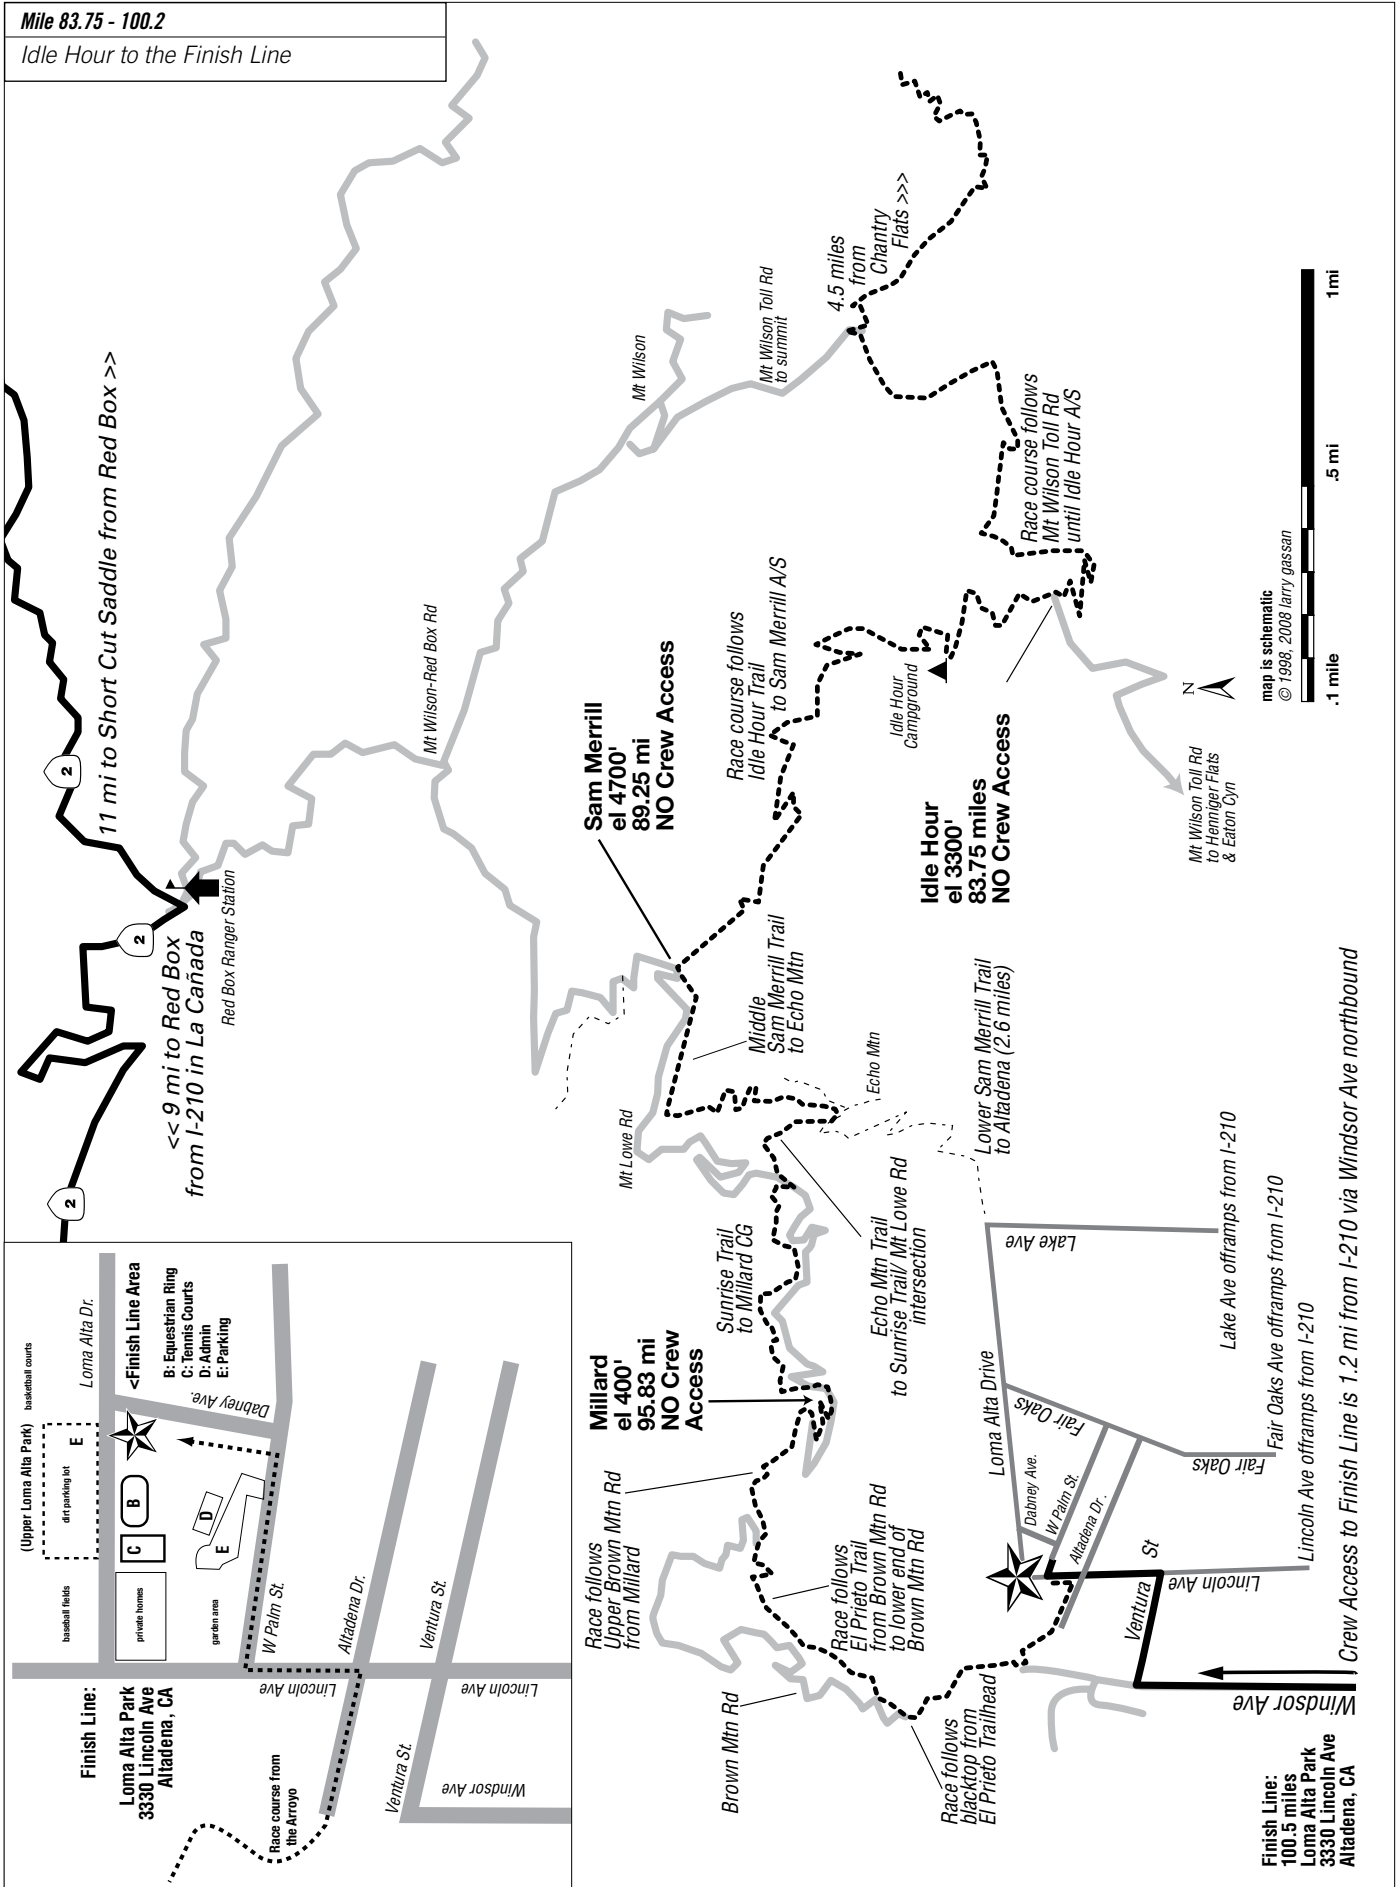 Mile 83.75 - 100.2
Idle Hour to the Finish Line
11 mi to Short Cut Saddle from Red Box >>
2
2
2
<< 9 mi to Red Box
from I-210 in La Cañada
Red Box Ranger Station
Mt Wilson-Red Box Rd
Mt Wilson
Mt Wilson Toll Rd
to summit
4.5 miles
from
Chantry
Flats >>>
Race course follows
Mt Wilson Toll Rd
until Idle Hour A/S
Race course follows
Idle Hour Trail
to Sam Merrill A/S
Sam Merrill
el 4700'
89.25 mi
NO Crew Access
Idle Hour
Campground
Idle Hour
el 3300'
83.75 miles
NO Crew Access
Mt Wilson Toll Rd
to Henniger Flats
& Eaton Cyn
N
map is schematic
© 1998, 2008 larry gassan
.1 mile
.5 mi
1mi
Middle
Sam Merrill Trail
to Echo Mtn
Mt Lowe Rd
Echo Mtn
Lower Sam Merrill Trail
to Altadena (2.6 miles)
Echo Mtn Trail
to Sunrise Trail/ Mt Lowe Rd
intersection
Sunrise Trail
to Millard CG
Millard
el 400'
95.83 mi
NO Crew
Access
Race follows
Upper Brown Mtn Rd
from Millard
Race follows
El Prieto Trail
from Brown Mtn Rd
to lower end of
Brown Mtn Rd
Brown Mtn Rd
Race follows
blacktop from
El Prieto Trailhead
Loma Alta Drive
Lake Ave
Fair Oaks
Fair Oaks
Dabney Ave.
W Palm St.
Altadena Dr.
Ventura
St
Lincoln Ave
Windsor Ave
Lake Ave offramps from I-210
Fair Oaks Ave offramps from I-210
Lincoln Ave offramps from I-210
Crew Access to Finish Line is 1.2 mi from I-210 via Windsor Ave northbound
Finish Line:
100.5 miles
Loma Alta Park
3330 Lincoln Ave
Altadena, CA
(Upper Loma Alta Park)
basketball courts
baseball fields
dirt parking lot
E
Loma Alta Dr.
<Finish Line Area
B: Equestrian Ring
C: Tennis Courts
D: Admin
E: Parking
private homes
C
B
D
E
garden area
Dabney Ave.
W Palm St.
Altadena Dr.
Ventura St.
Lincoln Ave
Lincoln Ave
Ventura St.
Windsor Ave
Finish Line:
Loma Alta Park
3330 Lincoln Ave
Altadena, CA
Race course from
the Arroyo